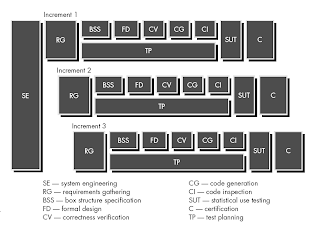 Increment 1
SE
RG
BSS FD CV CG CI
TP
SUT
C
Increment 2
RG
BSS FD CV CG CI
TP
SUT
C
Increment 3
RG
BSS FD CV CG CI
TP
SUT
C
SE — system engineering
RG — requirements gathering
BSS — box structure specification
FD — formal design
CV — correctness verification
CG — code generation
CI — code inspection
SUT — statistical use testing
C — certification
TP — test planning